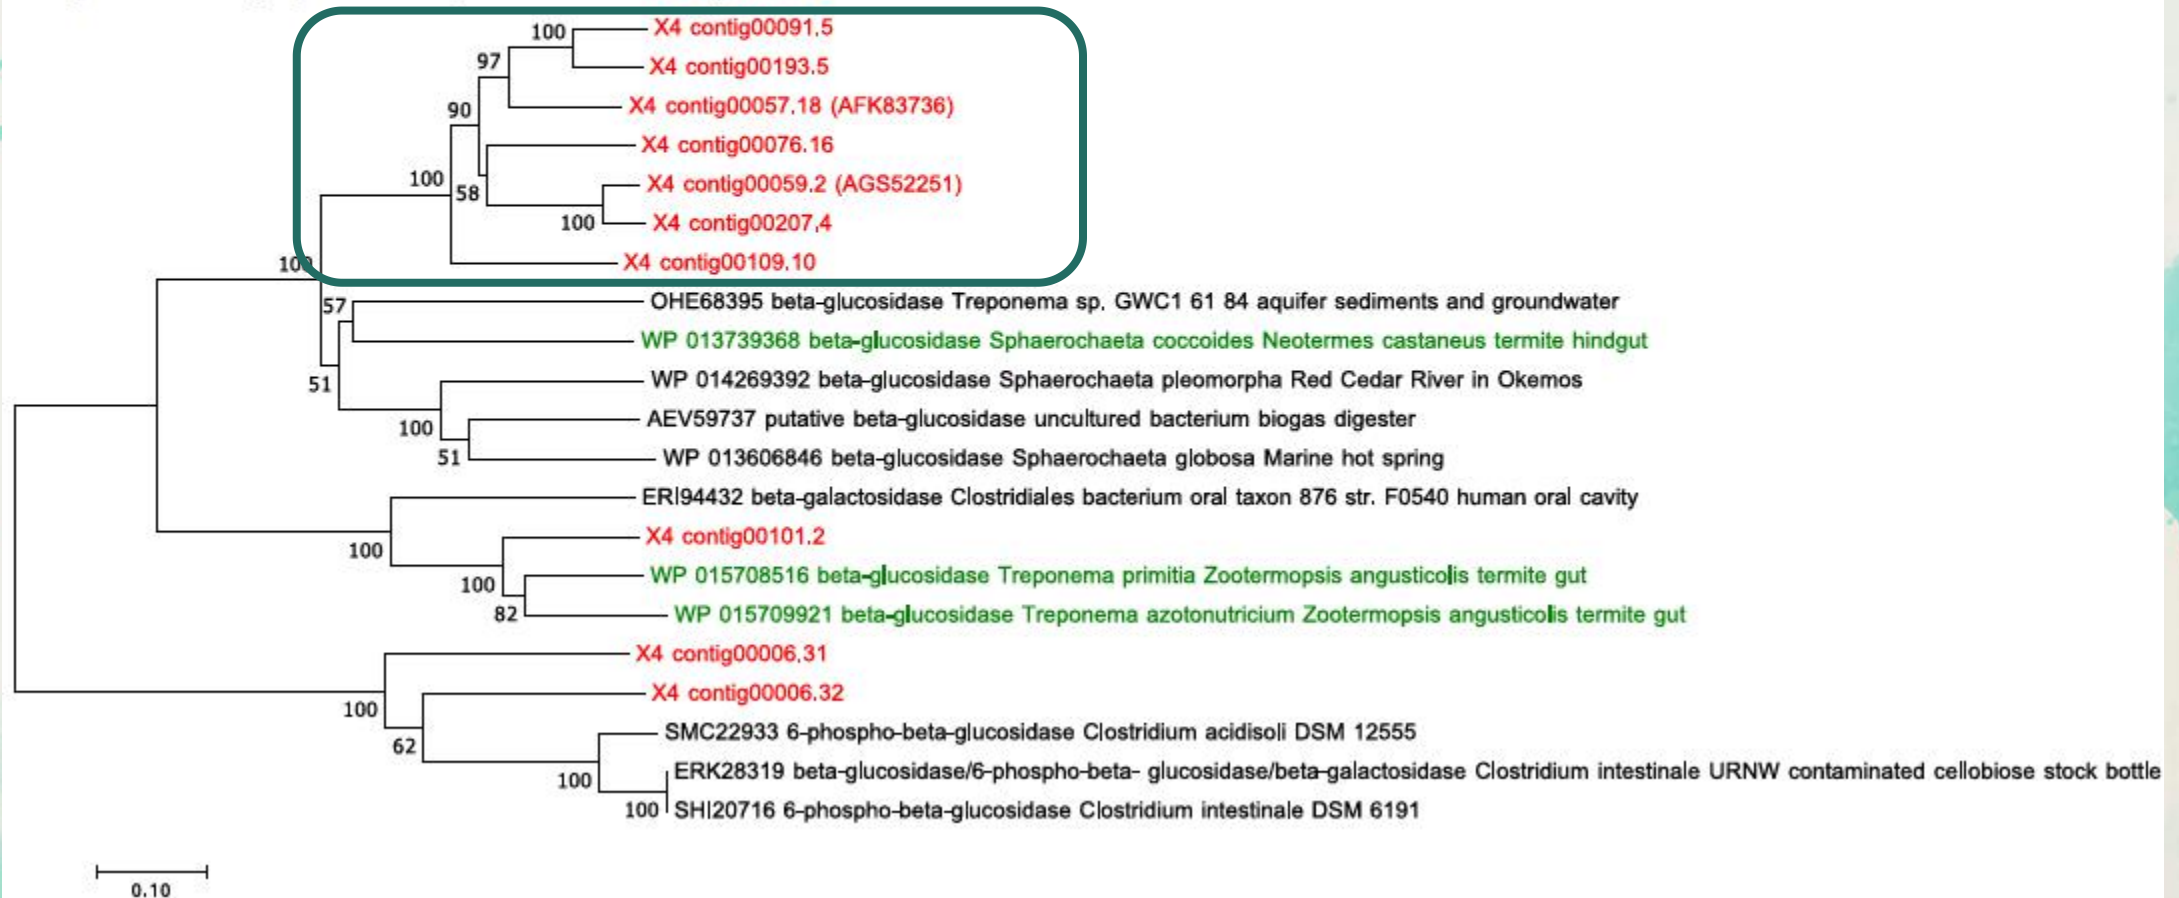 100
X4 contig00091.5
97
X4 contig00193.5
90
X4 contig00057.18 (AFK83736)
X4 contig00076.16
100
58
X4 contig00059.2 (AGS52251)
100
X4 contig00207.4
100
X4 contig00109.10
57
OHE68395 beta-glucosidase Treponema sp. GWC1 61 84 aquifer sediments and groundwater
WP 013739368 beta-glucosidase Sphaerochaeta coccoides Neotermes castaneus termite hindgut
51
WP 014269392 beta-glucosidase Sphaerochaeta pleomorpha Red Cedar River in Okemos
100
AEV59737 putative beta-glucosidase uncultured bacterium biogas digester
51
WP 013606846 beta-glucosidase Sphaerochaeta globosa Marine hot spring
ERI94432 beta-galactosidase Clostridiales bacterium oral taxon 876 str. F0540 human oral cavity
100
X4 contig00101.2
100
WP 015708516 beta-glucosidase Treponema primitia Zootermopsis angusticolis termite gut
82
WP 015709921 beta-glucosidase Treponema azotonutricium Zootermopsis angusticolis termite gut
X4 contig00006.31
100
X4 contig00006.32
62
SMC22933 6-phospho-beta-glucosidase Clostridium acidisoli DSM 12555
100
ERK28319 beta-glucosidase/6-phospho-beta- glucosidase/beta-galactosidase Clostridium intestinale URNW contaminated cellobiose stock bottle
100
SHI20716 6-phospho-beta-glucosidase Clostridium intestinale DSM 6191
0.10